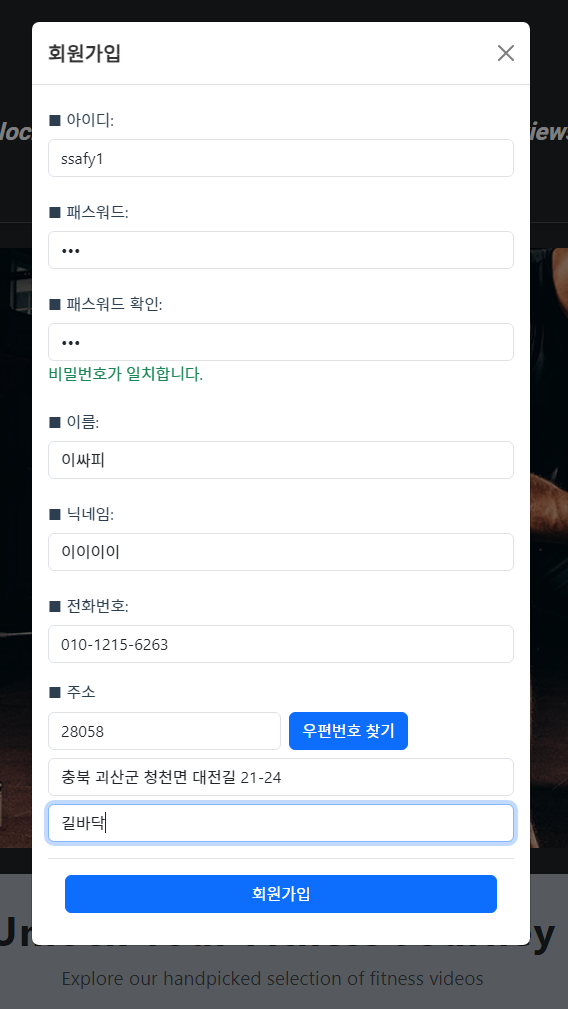 회원가입
■ 아이디:
ssafy1
■ 패스워드:
•••
■ 패스워드 확인:
•••
비밀번호가 일치합니다.
■ 이름:
이싸피
■ 닉네임:
이이이이
■ 전화번호:
010-1215-6263
■ 주소
28058 우편번호 찾기
충북 괴산군 청천면 대전길 21-24
길바닥
회원가입
Explore our handpicked selection of fitness videos